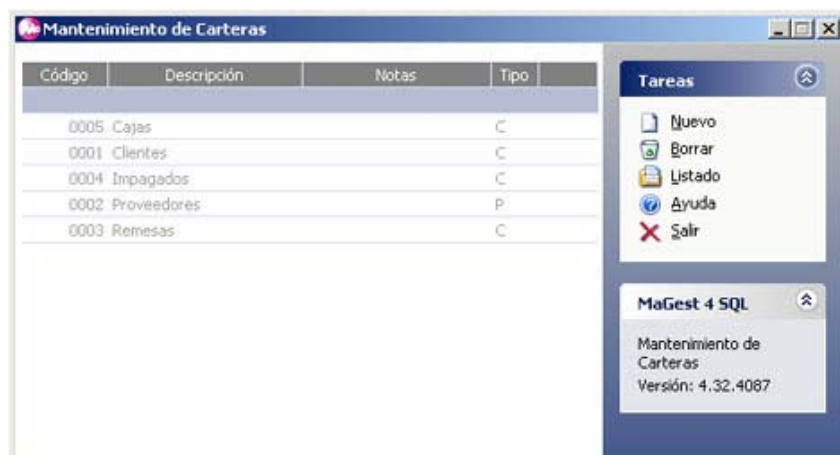 Mantenimiento de Carteras
Código Descripción Notas Tipo
0005 Cajas C
0001 Clientes C
0004 Impagados C
0002 Proveedores P
0003 Remesas C
Tareas
Nuevo
Borrar
Listado
Ayuda
Salir
MaGest 4 SQL
Mantenimiento de
Carteras
Versión: 4.32.4087